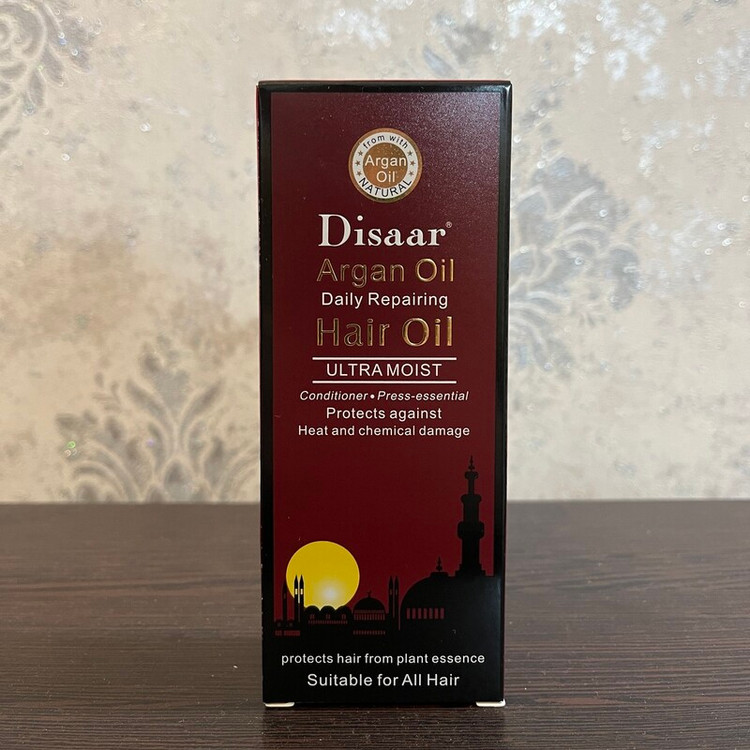 from with
Argan
Oil
NATURAL
Disaar®
Argan Oil
Daily Repairing
Hair Oil
ULTRA MOIST
Conditioner • Press-essential
Protects against
Heat and chemical damage
protects hair from plant essence
Suitable for All Hair